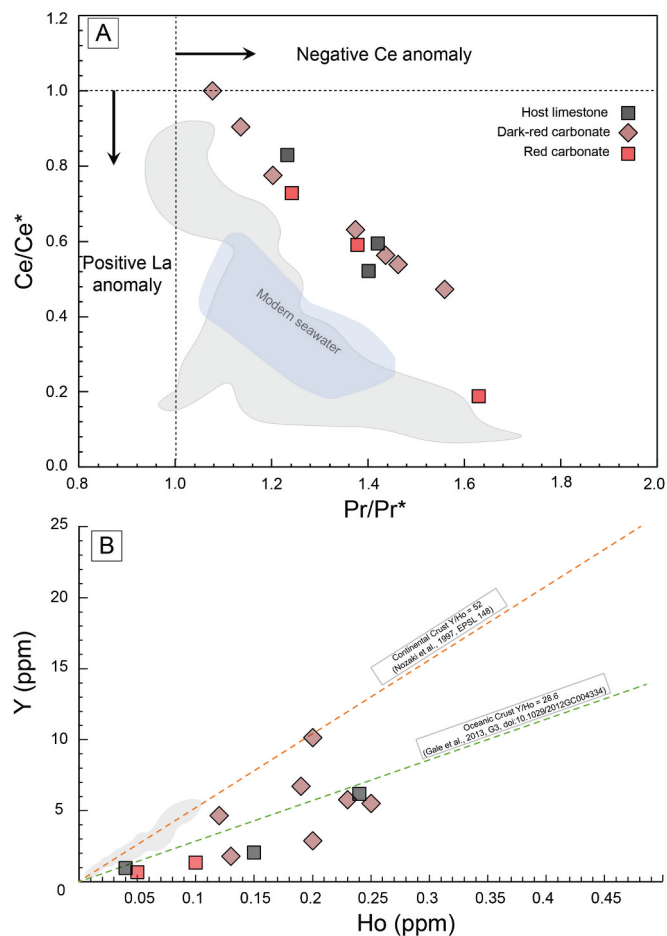 A
Negative Ce anomaly
Host limestone
Dark-red carbonate
Red carbonate
Positive La
anomaly
Modern seawater
Ce/Ce*
1.2
1.0
0.8
0.6
0.4
0.2
0.0
0.8
1.0
1.2
1.4
1.6
1.8
2.0
Pr/Pr*
B
Continental Crust Y/Ho = 52
(Nozaki et al., 1997, EPSL 148)
Oceanic Crust Y/Ho = 28.6
(Gale et al., 2013, G3, doi:10.1029/2012GC004334)
Y (ppm)
25
20
15
10
5
0
0.05
0.1
0.15
0.2
0.25
0.3
0.35
0.4
0.45
Ho (ppm)